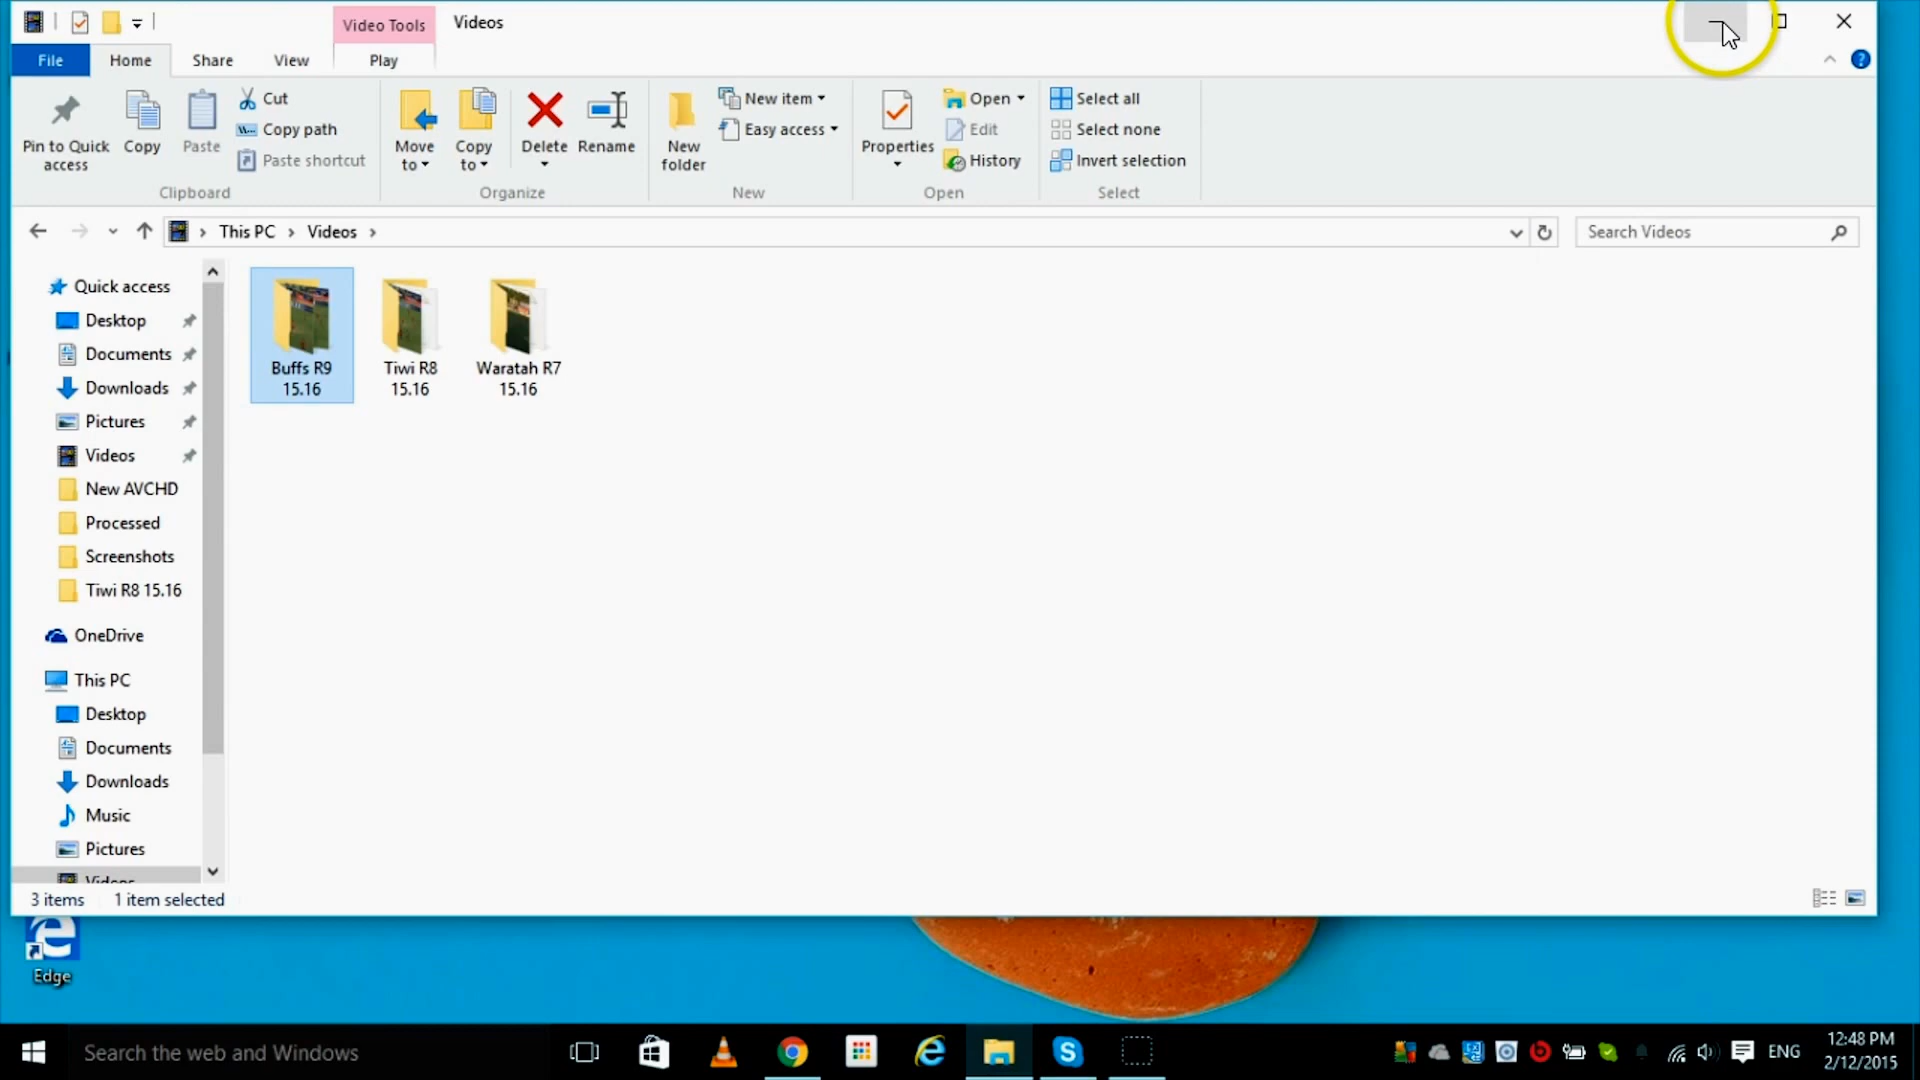 Video Tools
Videos
File
Home
Share
View
Play
Pin to Quick
access
Copy
Paste
Cut
Copy path
Paste shortcut
Clipboard
Move
to
Copy
to
Delete
Rename
Organize
New
folder
New item
Easy access
New
Properties
Open
Edit
History
Open
Select all
Select none
Invert selection
Select
This PC
Videos
Search Videos
Quick access
Desktop
Documents
Downloads
Pictures
Videos
New AVCHD
Processed
Screenshots
Tiwi R8 15.16
OneDrive
This PC
Desktop
Documents
Downloads
Music
Pictures
Videos
Buffs R9
15.16
Tiwi R8
15.16
Waratah R7
15.16
3 items
1 item selected
Edge
Search the web and Windows
ENG
12:48 PM
2/12/2015